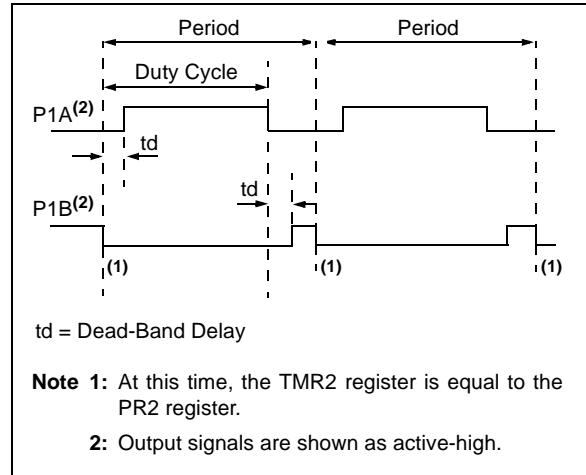 Period Period
Duty Cycle
P1A(2)
td
td
P1B(2)
(1) (1) (1)
td = Dead-Band Delay
Note 1: At this time, the TMR2 register is equal to the
PR2 register.
2: Output signals are shown as active-high.